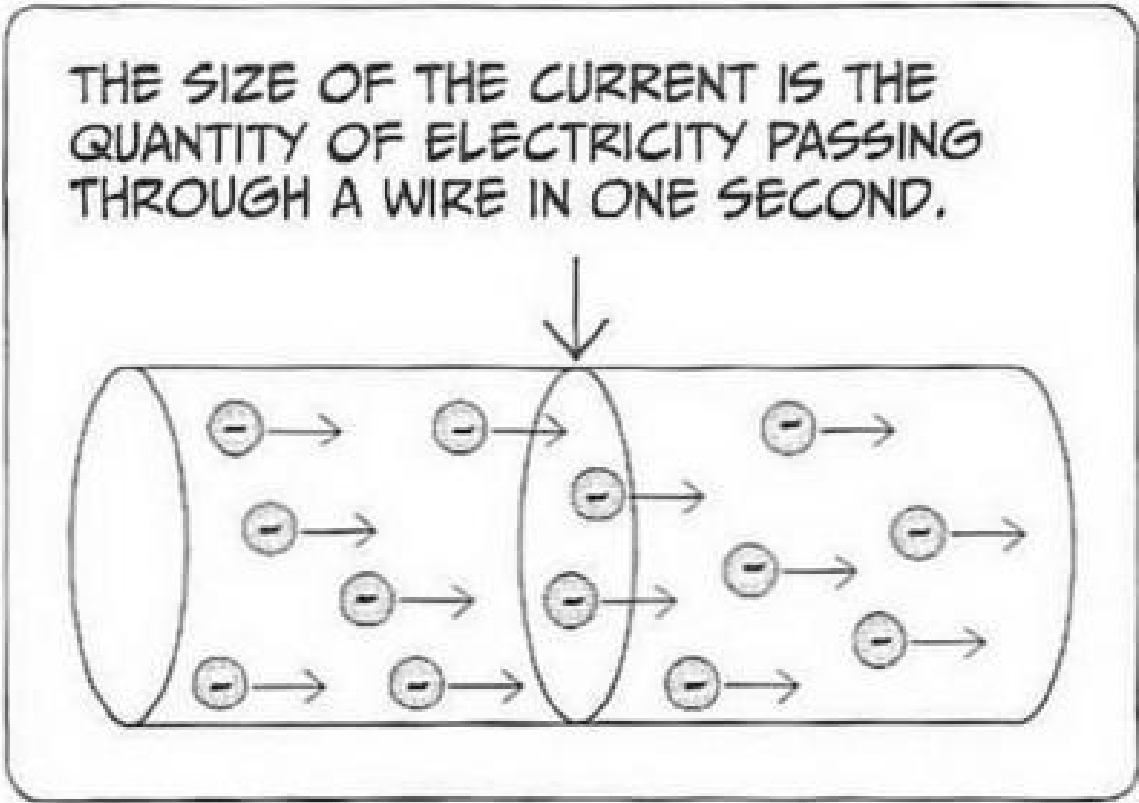 THE SIZE OF THE CURRENT IS THE
QUANTITY OF ELECTRICITY PASSING
THROUGH A WIRE IN ONE SECOND.